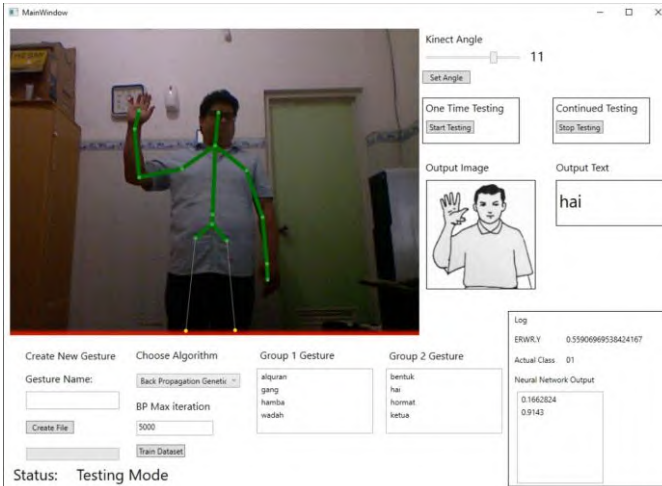 MainWindow
Kinect Angle
11
Set Angle
One Time Testing
Start Testing
Continued Testing
Stop Testing
Output Image
Output Text
hai
Create New Gesture
Gesture Name:
Create File
Choose Algorithm
Back Propagation Genetic
BP Max iteration
5000
Train Dataset
Group 1 Gesture
alquran
gang
hamba
wadah
Group 2 Gesture
bentuk
hai
hormat
ketua
Log
ERWR.Y 0.55906969538424167
Actual Class 01
Neural Network Output
0.1662824
0.9143
Status: Testing Mode